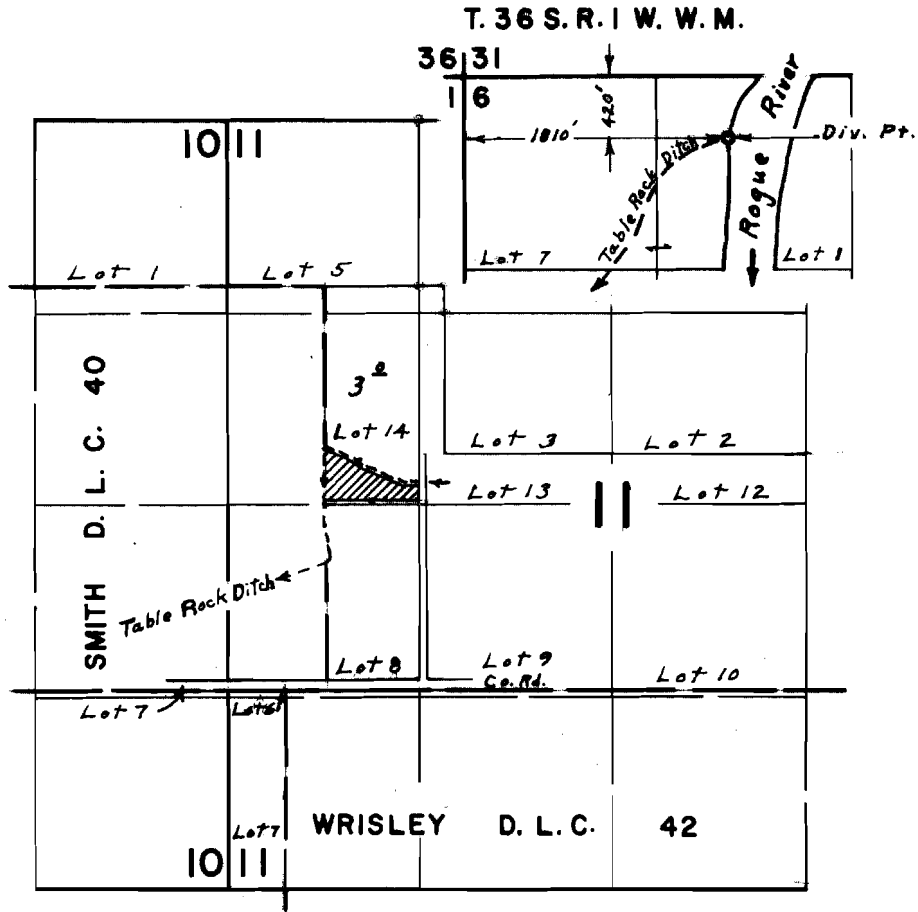 T. 36 S. R. I W. W. M.
36 31
1 6
420'
1810'
Div. Pt.
River
Rogue
Table Rock Ditch
Lot 7
Lot 1
10 11
Lot 1
Lot 5
SMITH D. L. C. 40
3º
Lot 14
Lot 3
Lot 2
Lot 13
11
Lot 12
Table Rock Ditch
Lot 8
Lot 9
Co. Rd.
Lot 10
Lot 7
Lot 6
Lot 7
WRISLEY D. L. C. 42
10 11